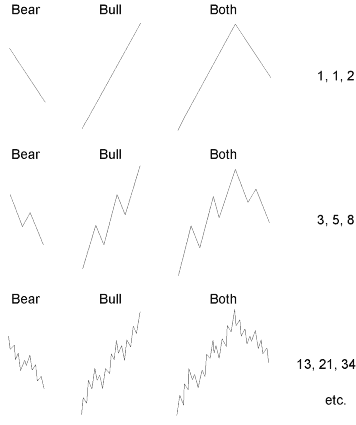 Bear Bull Both
1, 1, 2
Bear Bull Both
3, 5, 8
Bear Bull Both
13, 21, 34
etc.